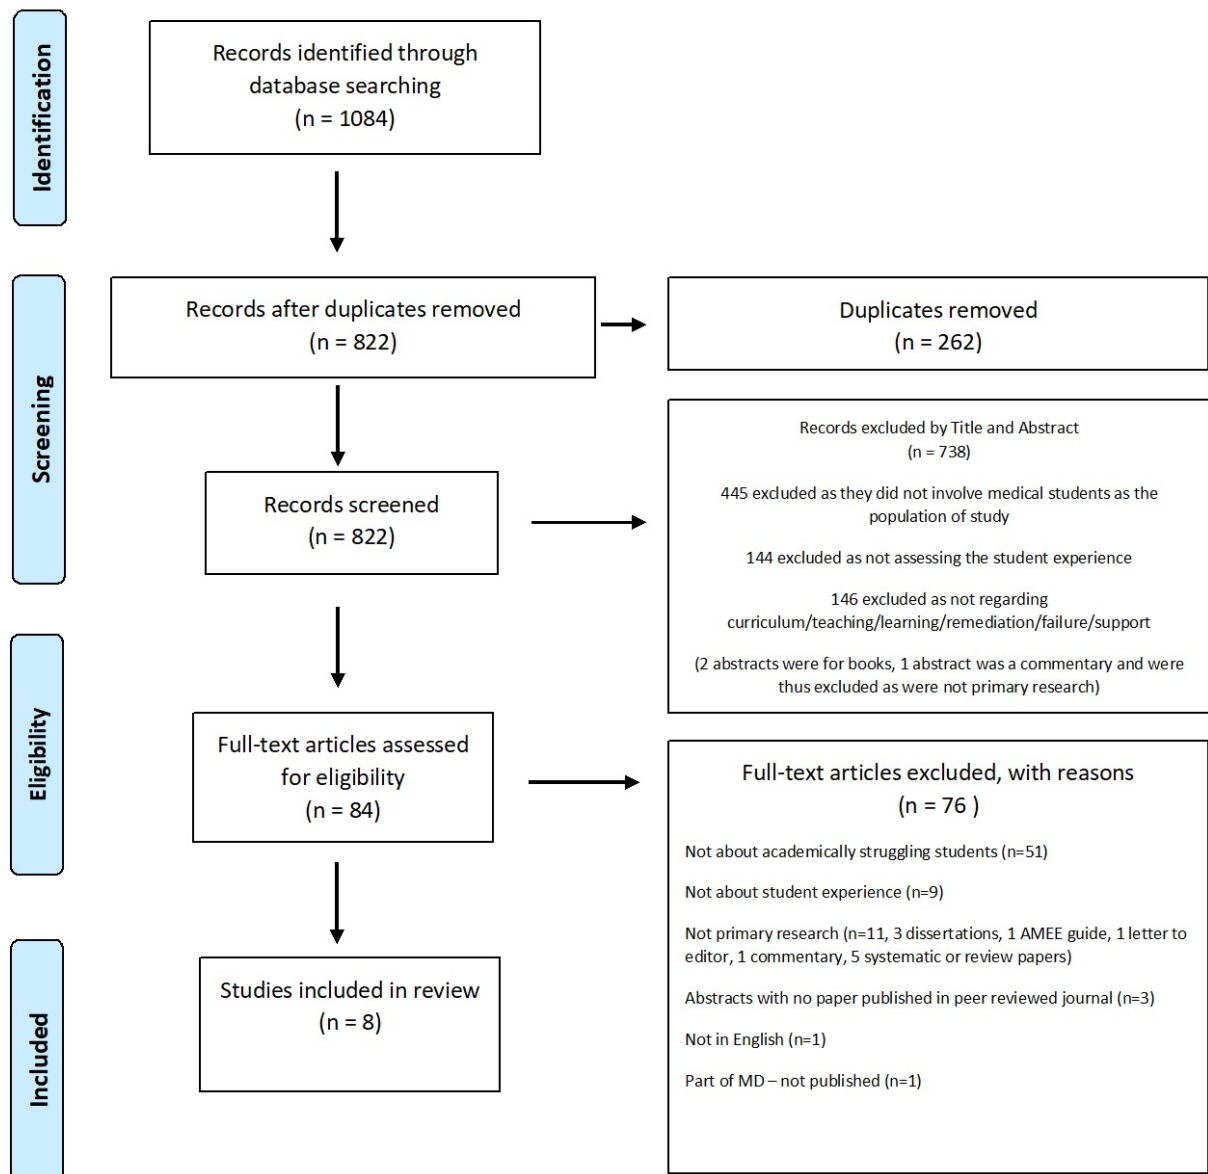 Identification
Records identified through
database searching
(n = 1084)
Screening
Records after duplicates removed
(n = 822)
Duplicates removed
(n = 262)
Records screened
(n = 822)
Records excluded by Title and Abstract
(n = 738)
445 excluded as they did not involve medical students as the
population of study
144 excluded as not assessing the student experience
146 excluded as not regarding
curriculum/teaching/learning/remediation/failure/support
(2 abstracts were for books, 1 abstract was a commentary and were
thus excluded as were not primary research)
Eligibility
Full-text articles assessed
for eligibility
(n = 84)
Full-text articles excluded, with reasons
(n = 76 )
Not about academically struggling students (n=51)
Not about student experience (n=9)
Not primary research (n=11, 3 dissertations, 1 AMEE guide, 1 letter to
editor, 1 commentary, 5 systematic or review papers)
Abstracts with no paper published in peer reviewed journal (n=3)
Not in English (n=1)
Part of MD – not published (n=1)
Included
Studies included in review
(n = 8)